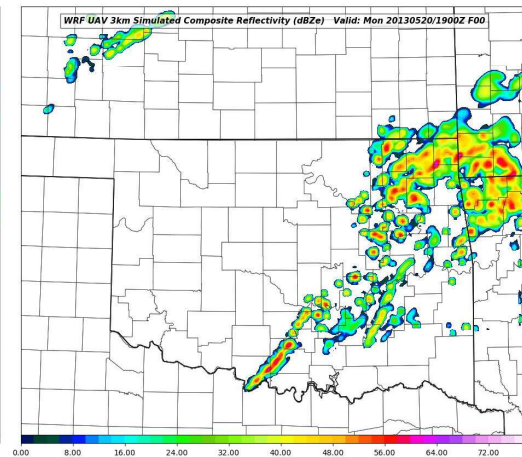 WRF UAV 3km Simulated Composite Reflectivity (dBZe) Valid: Mon 20130520/1900Z F00
0.00 8.00 16.00 24.00 32.00 40.00 48.00 56.00 64.00 72.00